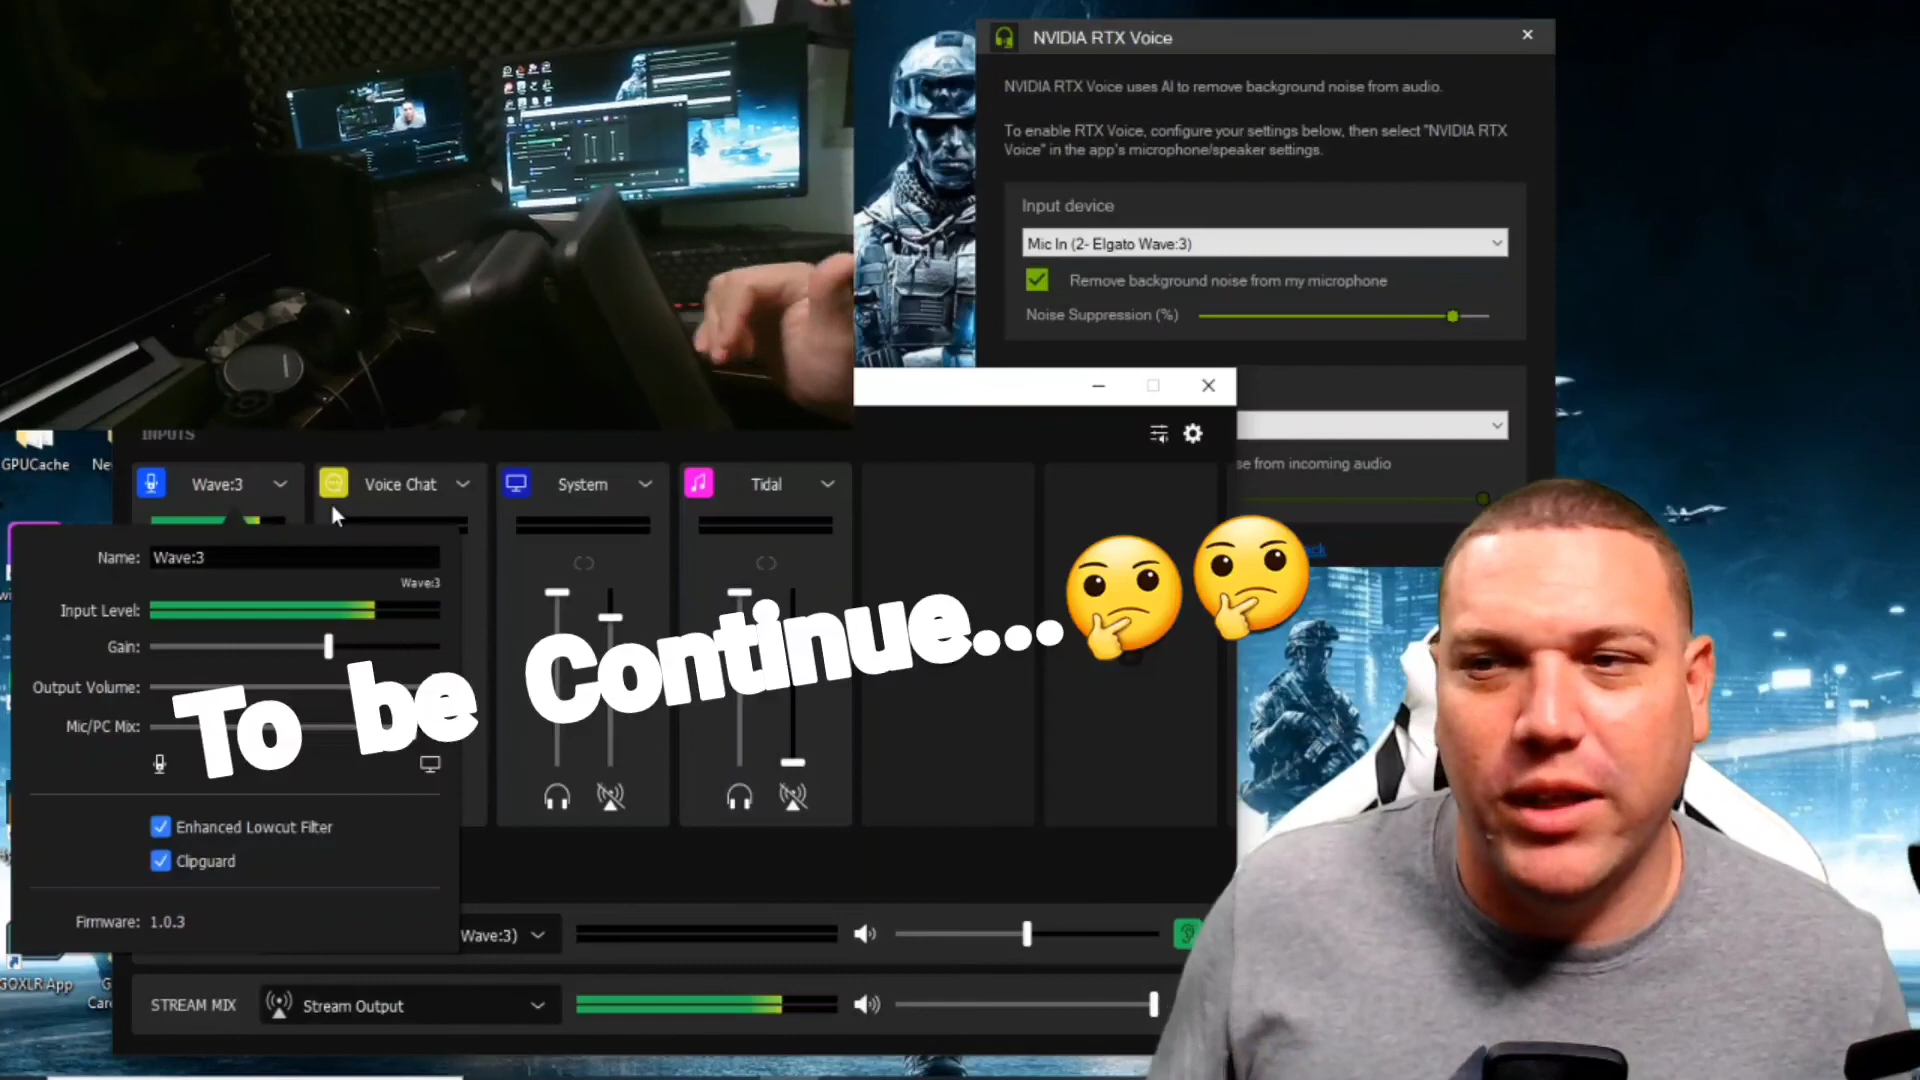 NVIDIA RTX Voice
NVIDIA RTX Voice uses AI to remove background noise from audio.
To enable RTX Voice, configure your settings below, then select "NVIDIA RTX
Voice" in the app's microphone/speaker settings.
Input device
Mic In (2- Elgato Wave:3)
Remove background noise from my microphone
Noise Suppression (%)
INPUTS
GPUCache
Ne
se from incoming audio
Wave:3
Voice Chat
System
Tidal
Name: Wave:3
Wave:3
Input Level:
Gain:
Output Volume:
Mic/PC Mix:
To be Continue...🤔🤔
Enhanced Lowcut Filter
Clipguard
Firmware: 1.0.3
Wave:3)
GOXLR App
STREAM MIX
Stream Output